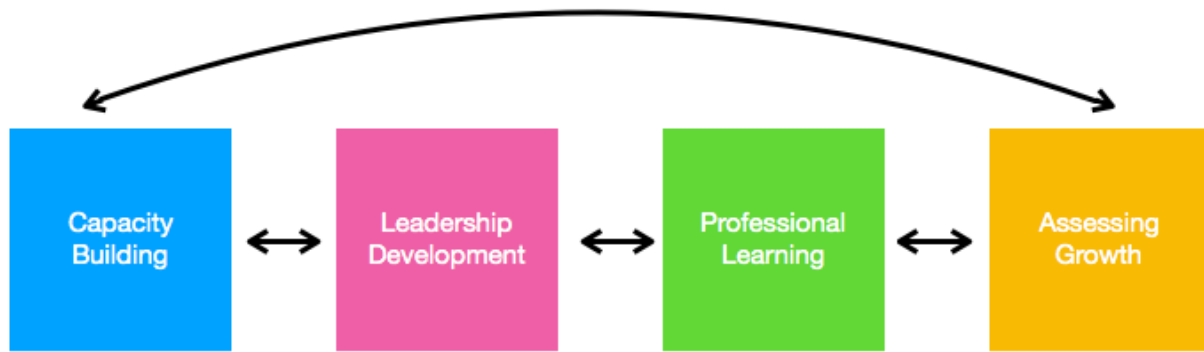 Capacity
Building
Leadership
Development
Professional
Learning
Assessing
Growth